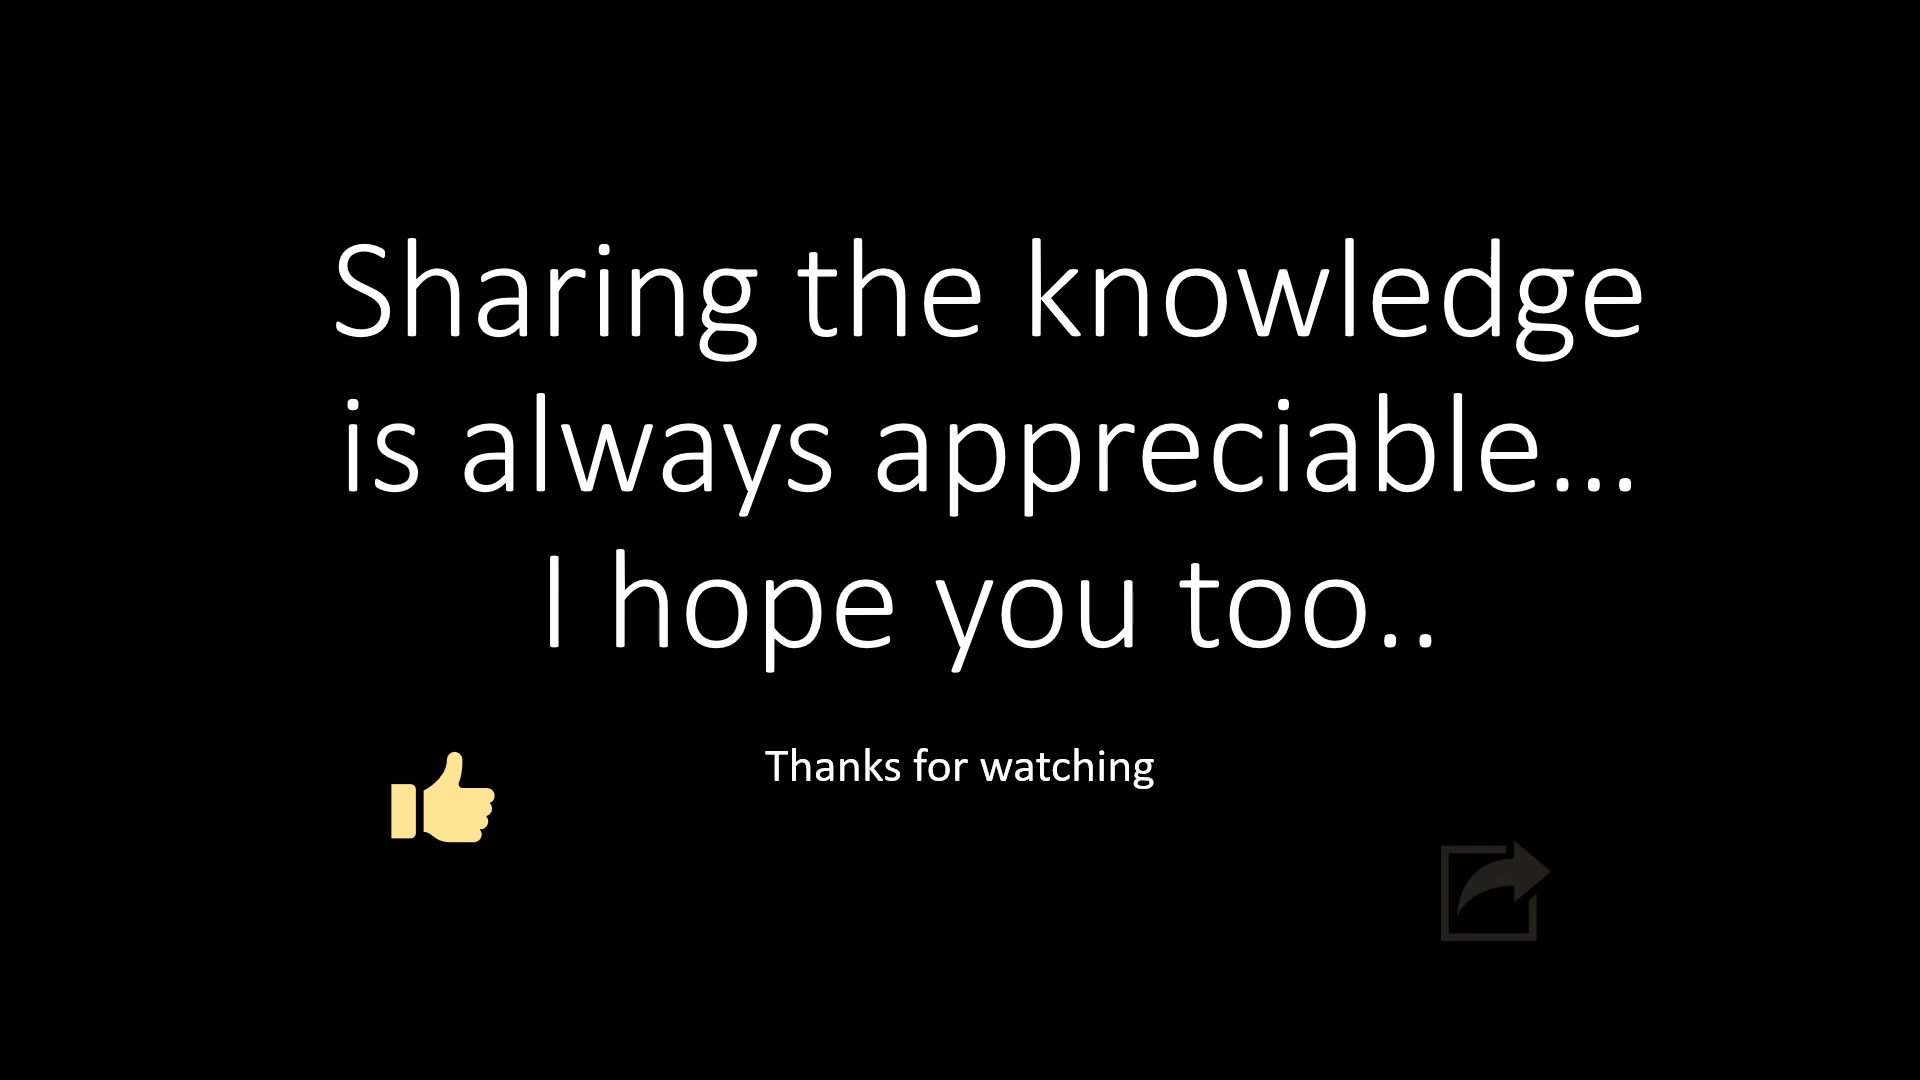 Sharing the knowledge
is always appreciable...
I hope you too..
Thanks for watching